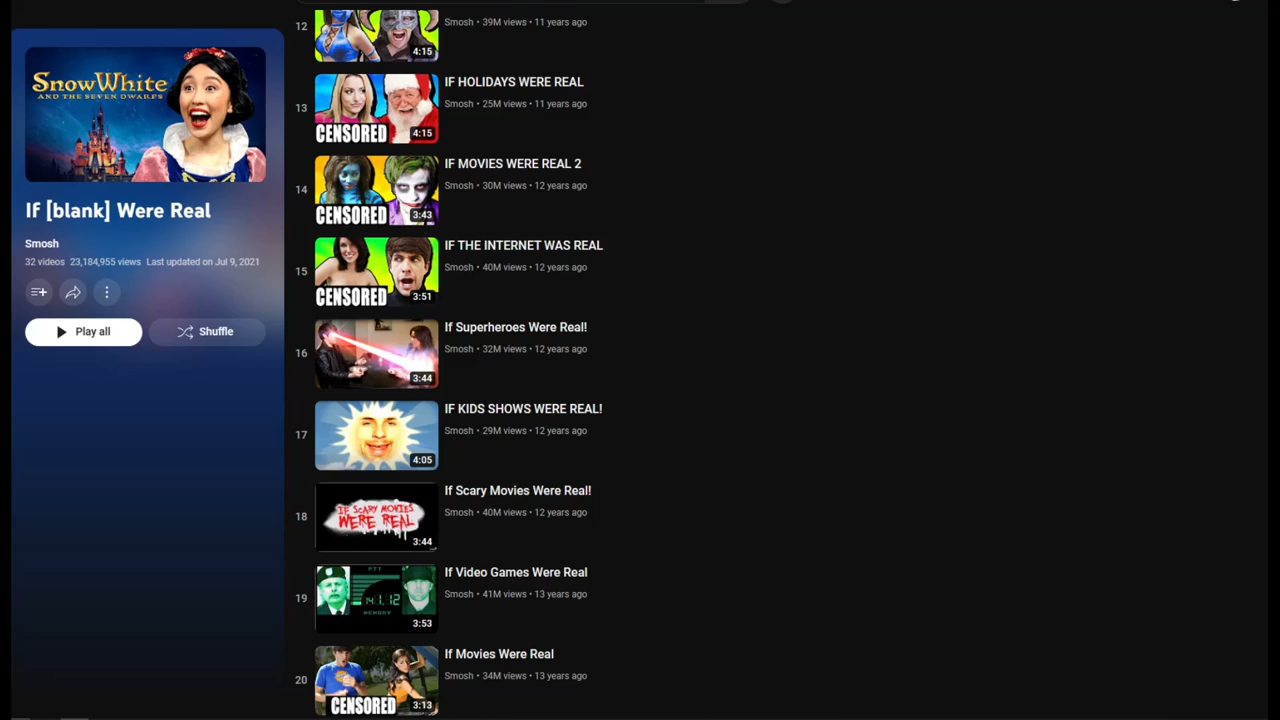 SNOWWHITE
AND THE SEVEN DWARFS
If [blank] Were Real
Smosh
32 videos 23,184,955 views Last updated on Jul 9, 2021
Play all
Shuffle
12
4:15
Smosh • 39M views • 11 years ago
13
CENSORED
4:15
IF HOLIDAYS WERE REAL
Smosh • 25M views • 11 years ago
14
CENSORED
3:43
IF MOVIES WERE REAL 2
Smosh • 30M views • 12 years ago
15
CENSORED
3:51
IF THE INTERNET WAS REAL
Smosh • 40M views • 12 years ago
16
3:44
If Superheroes Were Real!
Smosh • 32M views • 12 years ago
17
4:05
IF KIDS SHOWS WERE REAL!
Smosh • 29M views • 12 years ago
18
IF SCARY MOVIES
WERE REAL
3:44
If Scary Movies Were Real!
Smosh • 40M views • 12 years ago
19
PTT
141.12
MEMORY
3:53
If Video Games Were Real
Smosh • 41M views • 13 years ago
20
CENSORED
3:13
If Movies Were Real
Smosh • 34M views • 13 years ago